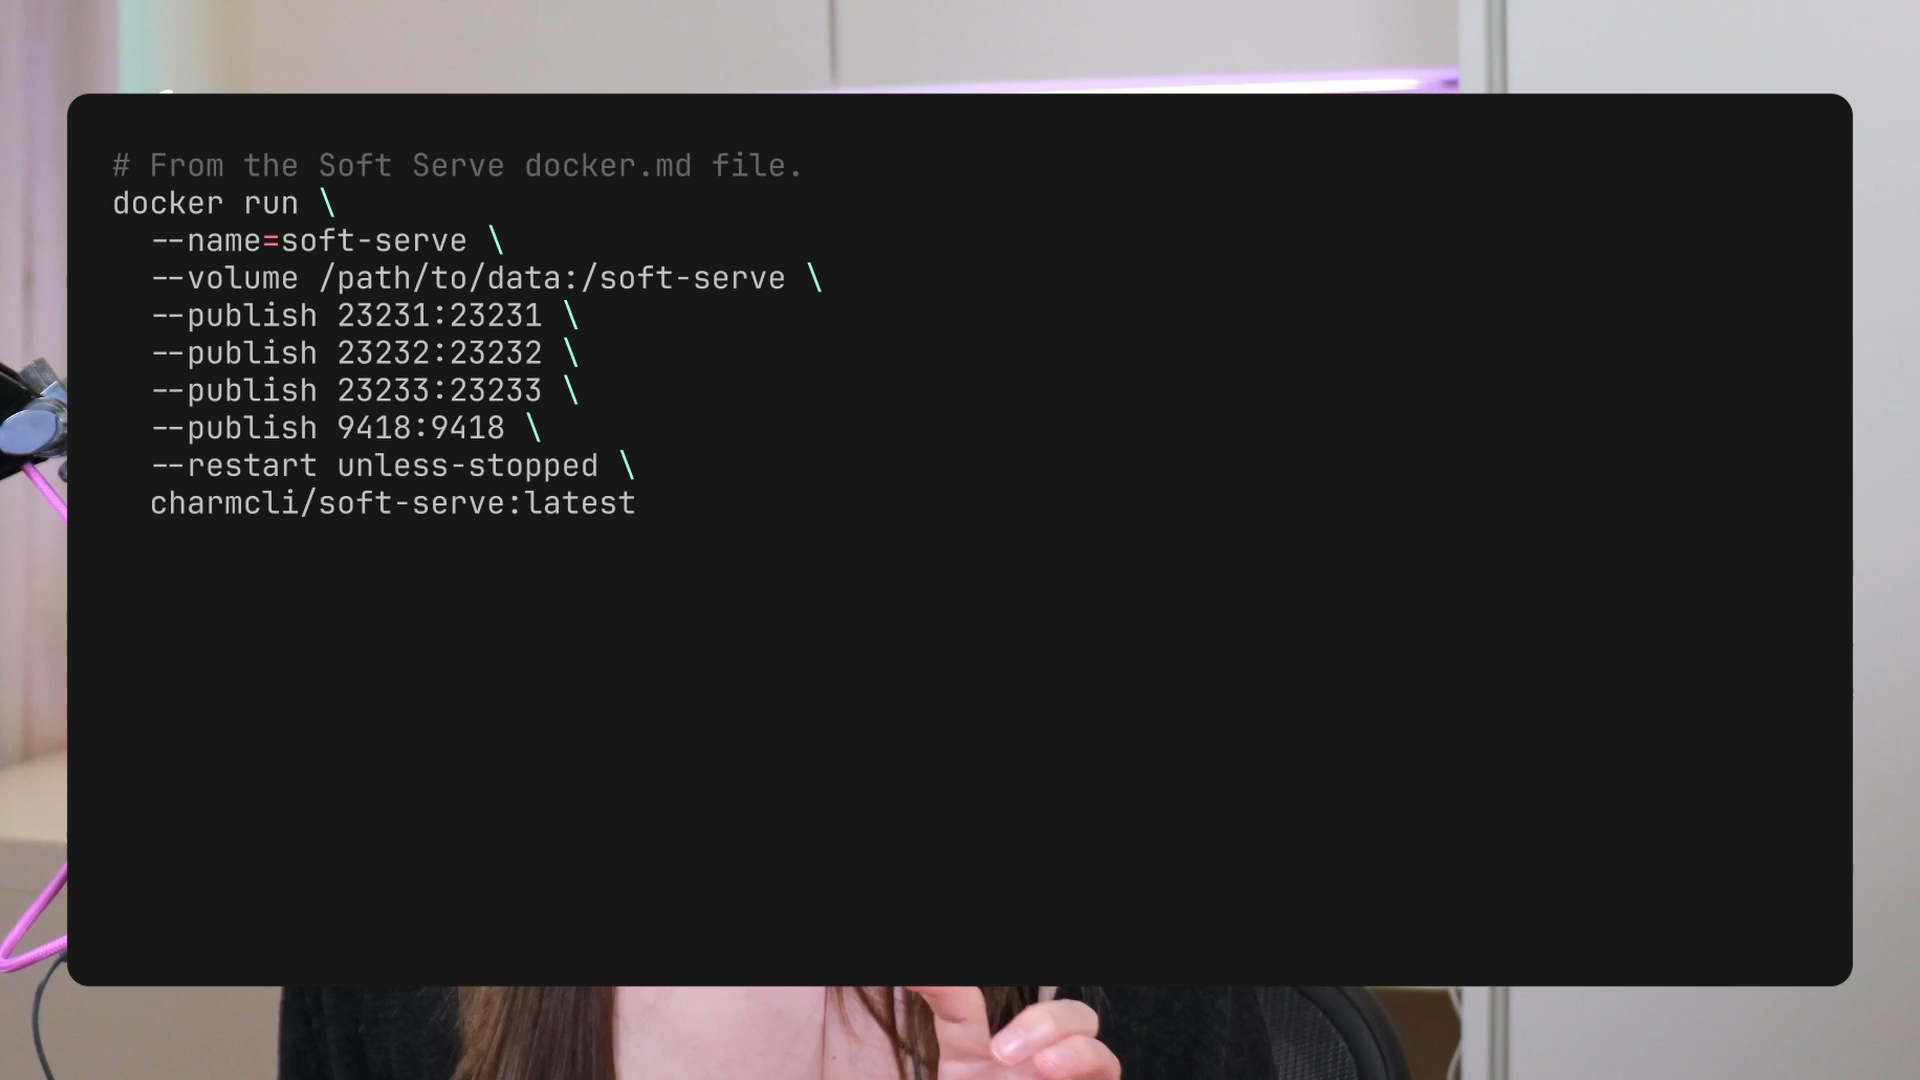 # From the Soft Serve docker.md file.
docker run \
  --name=soft-serve \
  --volume /path/to/data:/soft-serve \
  --publish 23231:23231 \
  --publish 23232:23232 \
  --publish 23233:23233 \
  --publish 9418:9418 \
  --restart unless-stopped \
  charmcli/soft-serve:latest